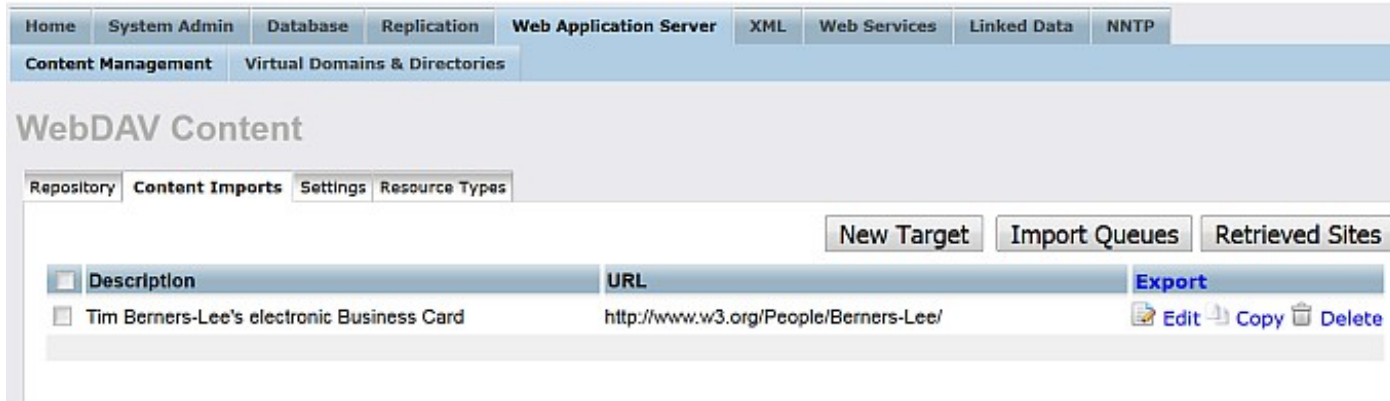 Home System Admin Database Replication Web Application Server XML Web Services Linked Data NNTP
Content Management Virtual Domains & Directories
WebDAV Content
Repository Content Imports Settings Resource Types
New Target Import Queues Retrieved Sites
Description URL Export
Tim Berners-Lee's electronic Business Card http://www.w3.org/People/Berners-Lee/ Edit Copy Delete